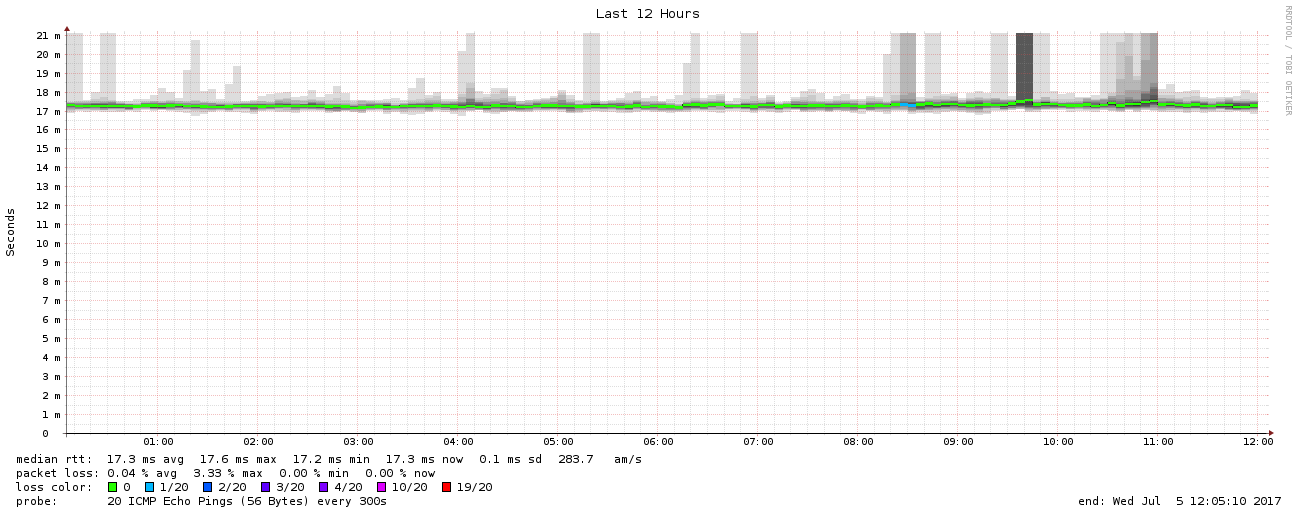 Last 12 Hours
RRDTOOL / TOBI OETIKER
Seconds
21 m
20 m
19 m
18 m
17 m
16 m
15 m
14 m
13 m
12 m
11 m
10 m
9 m
8 m
7 m
6 m
5 m
4 m
3 m
2 m
1 m
0
01:00 02:00 03:00 04:00 05:00 06:00 07:00 08:00 09:00 10:00 11:00 12:00
median rtt: 17.3 ms avg 17.6 ms max 17.2 ms min 17.3 ms now 0.1 ms sd 283.7 am/s
packet loss: 0.04 % avg 3.33 % max 0.00 % min 0.00 % now
loss color: 0 1/20 2/20 3/20 4/20 10/20 19/20
probe: 20 ICMP Echo Pings (56 Bytes) every 300s end: Wed Jul 5 12:05:10 2017